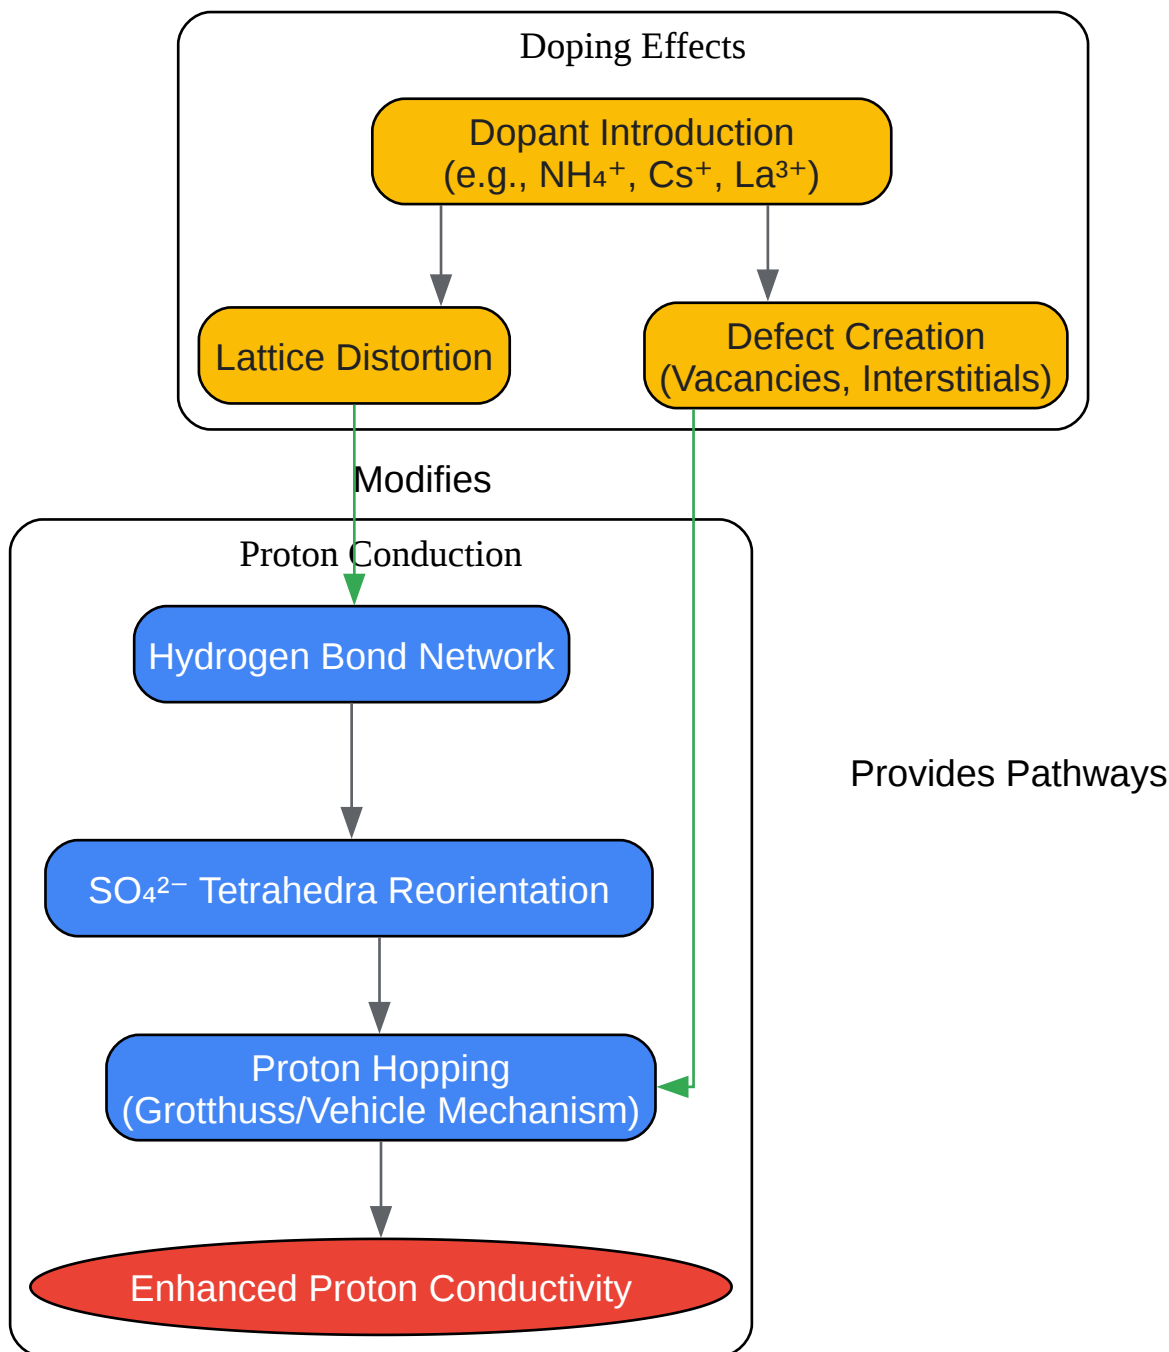 Doping Effects
Dopant Introduction
(e.g., NH₄⁺, Cs⁺, La³⁺)
Lattice Distortion
Defect Creation
(Vacancies, Interstitials)
Modifies
Proton Conduction
Hydrogen Bond Network
Provides Pathways
SO₄²⁻ Tetrahedra Reorientation
Proton Hopping
(Grotthuss/Vehicle Mechanism)
Enhanced Proton Conductivity